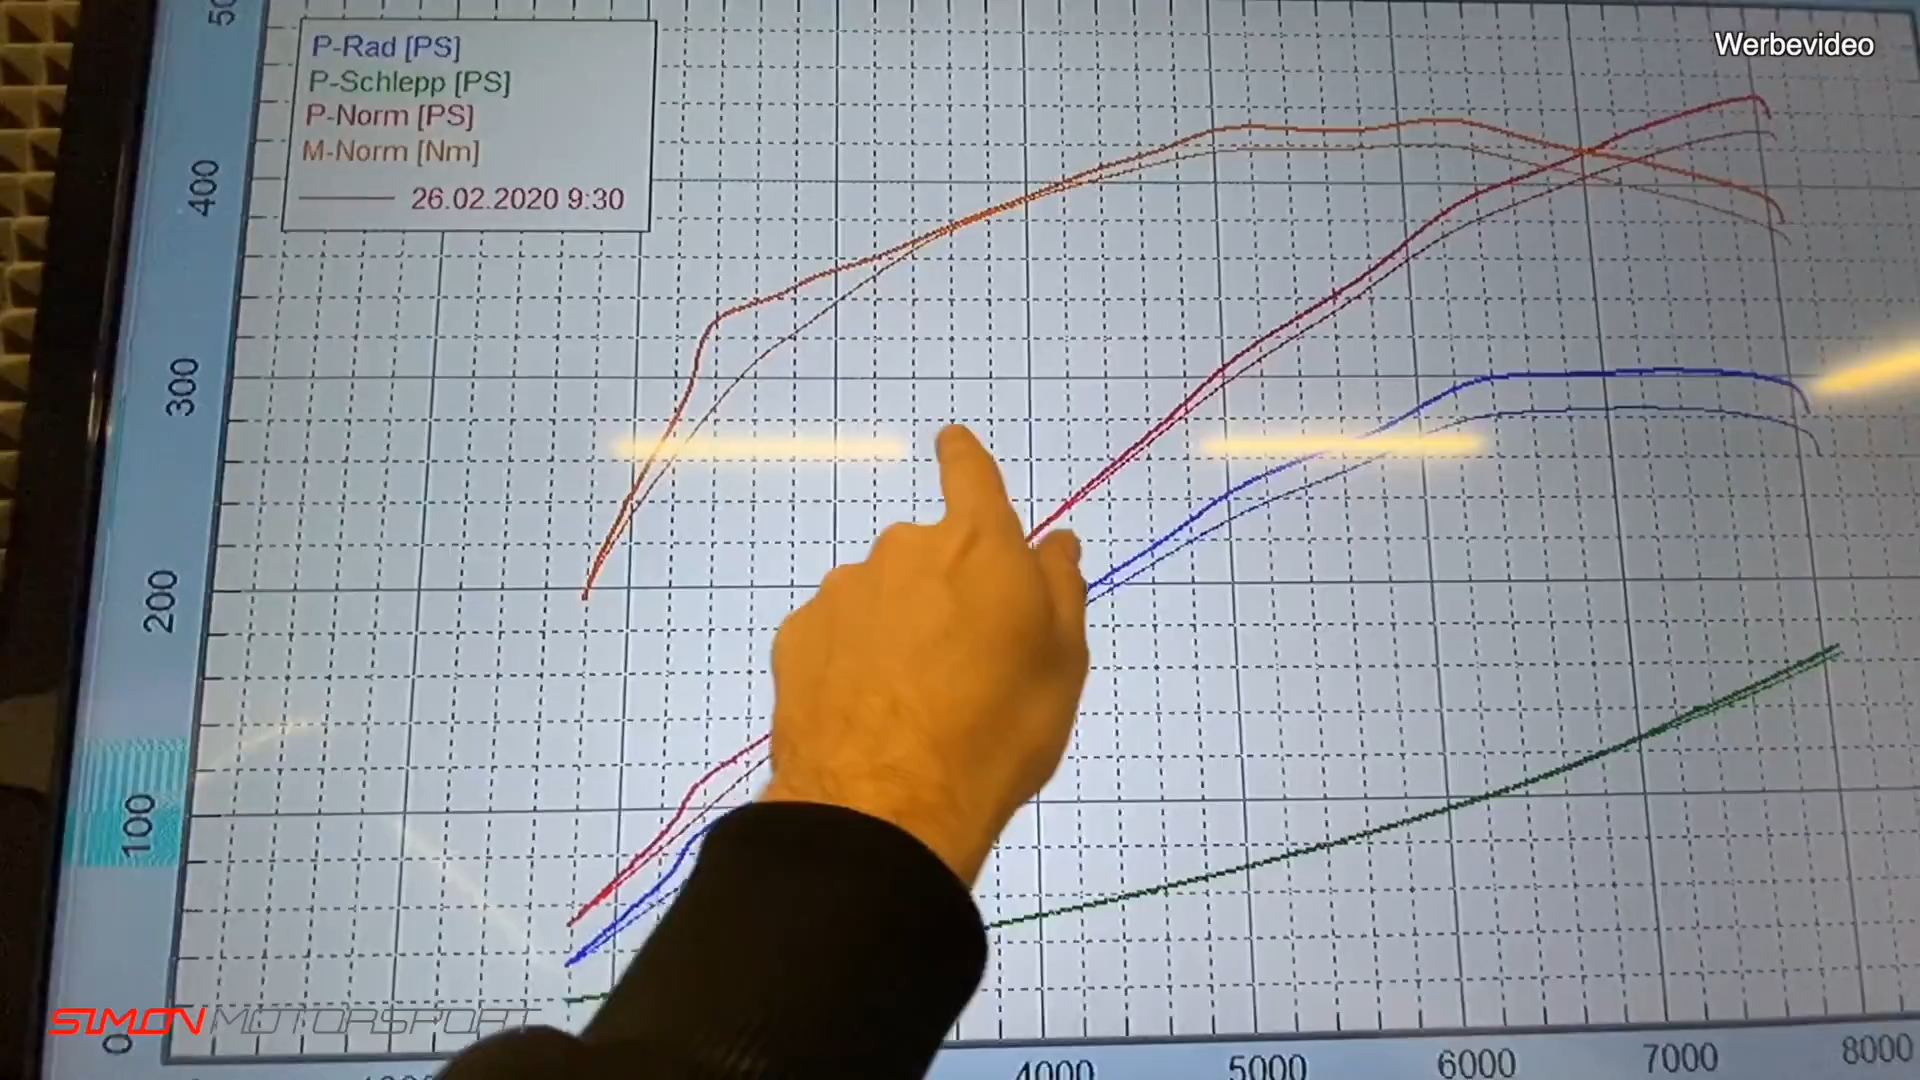 Werbevideo
P-Rad [PS]
P-Schlepp [PS]
P-Norm [PS]
M-Norm [Nm]
26.02.2020 9:30
400
300
200
100
0
4000
5000
6000
7000
8000
SIMON MOTORSPORT